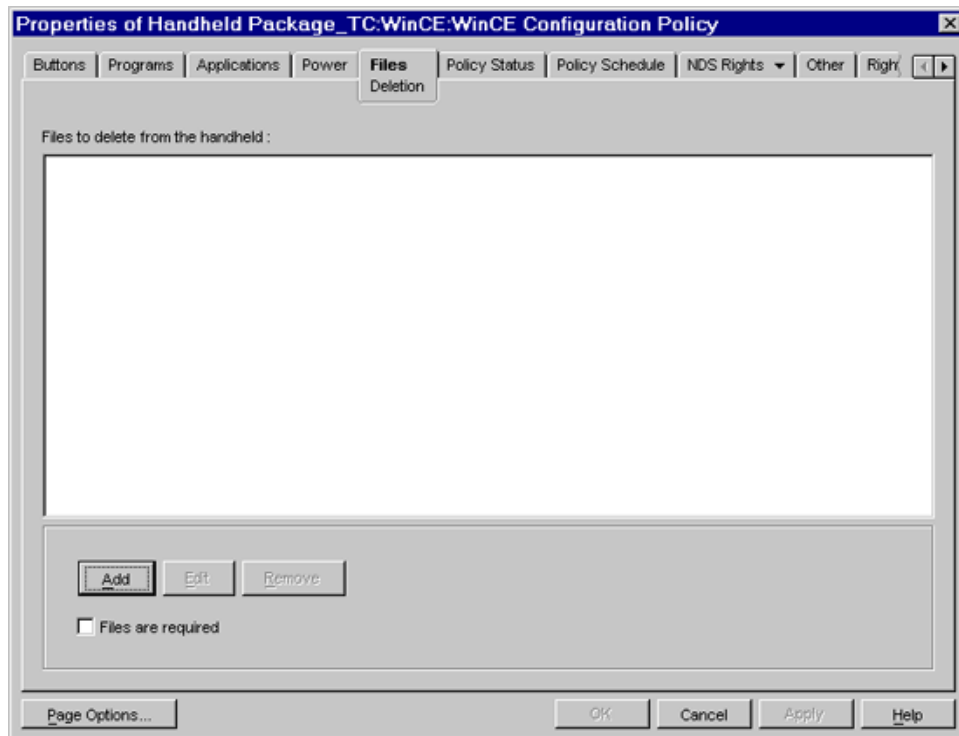 Properties of Handheld Package_TC:WinCE:WinCE Configuration Policy
Buttons Programs Applications Power Files Policy Status Policy Schedule NDS Rights Other
Deletion
Files to delete from the handheld :
Add Edit Remove
Files are required
Page Options... OK Cancel Apply Help